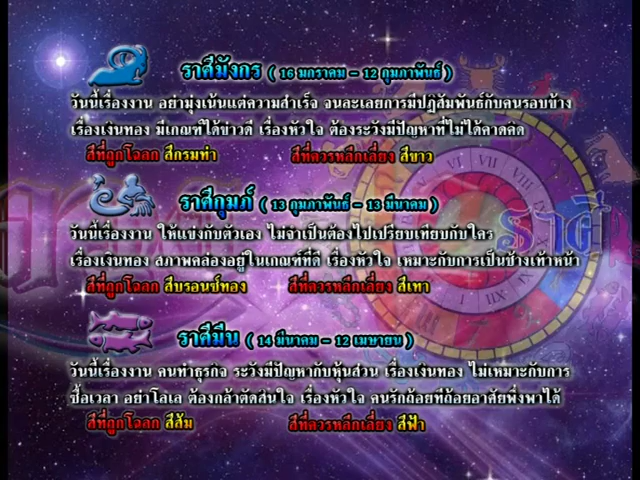 ราศีมังกร ( 16 มกราคม - 12 กุมภาพันธ์ )
วันนี้เรื่องงาน อย่ามุ่งเน้นแต่ความสำเร็จ จนละเลยการมีปฏิสัมพันธ์กับคนรอบข้าง
เรื่องเงินทอง มีเกณฑ์ได้ข่าวดี เรื่องหัวใจ ต้องระวังมีปัญหาที่ไม่ได้คาดคิด
สีที่ถูกโฉลก สีกรมท่า สีที่ควรหลีกเลี่ยง สีขาว
ราศีกุมภ์ ( 13 กุมภาพันธ์ - 13 มีนาคม )
วันนี้เรื่องงาน ให้แข่งกับตัวเอง ไม่จำเป็นต้องไปเปรียบเทียบกับใคร
เรื่องเงินทอง สภาพคล่องอยู่ในเกณฑ์ที่ดี เรื่องหัวใจ เหมาะกับการเป็นช้างเท้าหน้า
สีที่ถูกโฉลก สีบรอนซ์ทอง สีที่ควรหลีกเลี่ยง สีเทา
ราศีมีน ( 14 มีนาคม - 12 เมษายน )
วันนี้เรื่องงาน คนทำธุรกิจ ระวังมีปัญหากับหุ้นส่วน เรื่องเงินทอง ไม่เหมาะกับการ
ซื้อเวลา อย่าโลเล ต้องกล้าตัดสินใจ เรื่องหัวใจ คนรักถ้อยทีถ้อยอาศัยพึ่งพาได้
สีที่ถูกโฉลก สีส้ม สีที่ควรหลีกเลี่ยง สีฟ้า
ราศี